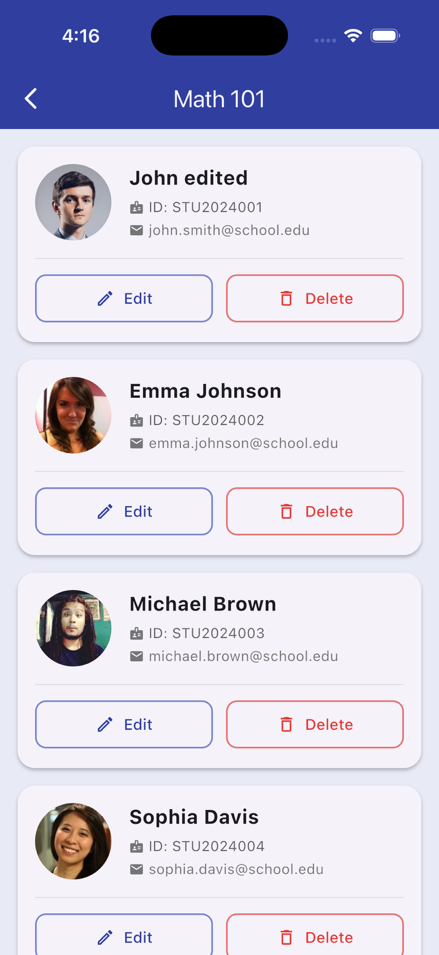 4:16
Math 101
John edited
ID: STU2024001
john.smith@school.edu
Edit
Delete
Emma Johnson
ID: STU2024002
emma.johnson@school.edu
Edit
Delete
Michael Brown
ID: STU2024003
michael.brown@school.edu
Edit
Delete
Sophia Davis
ID: STU2024004
sophia.davis@school.edu
Edit
Delete